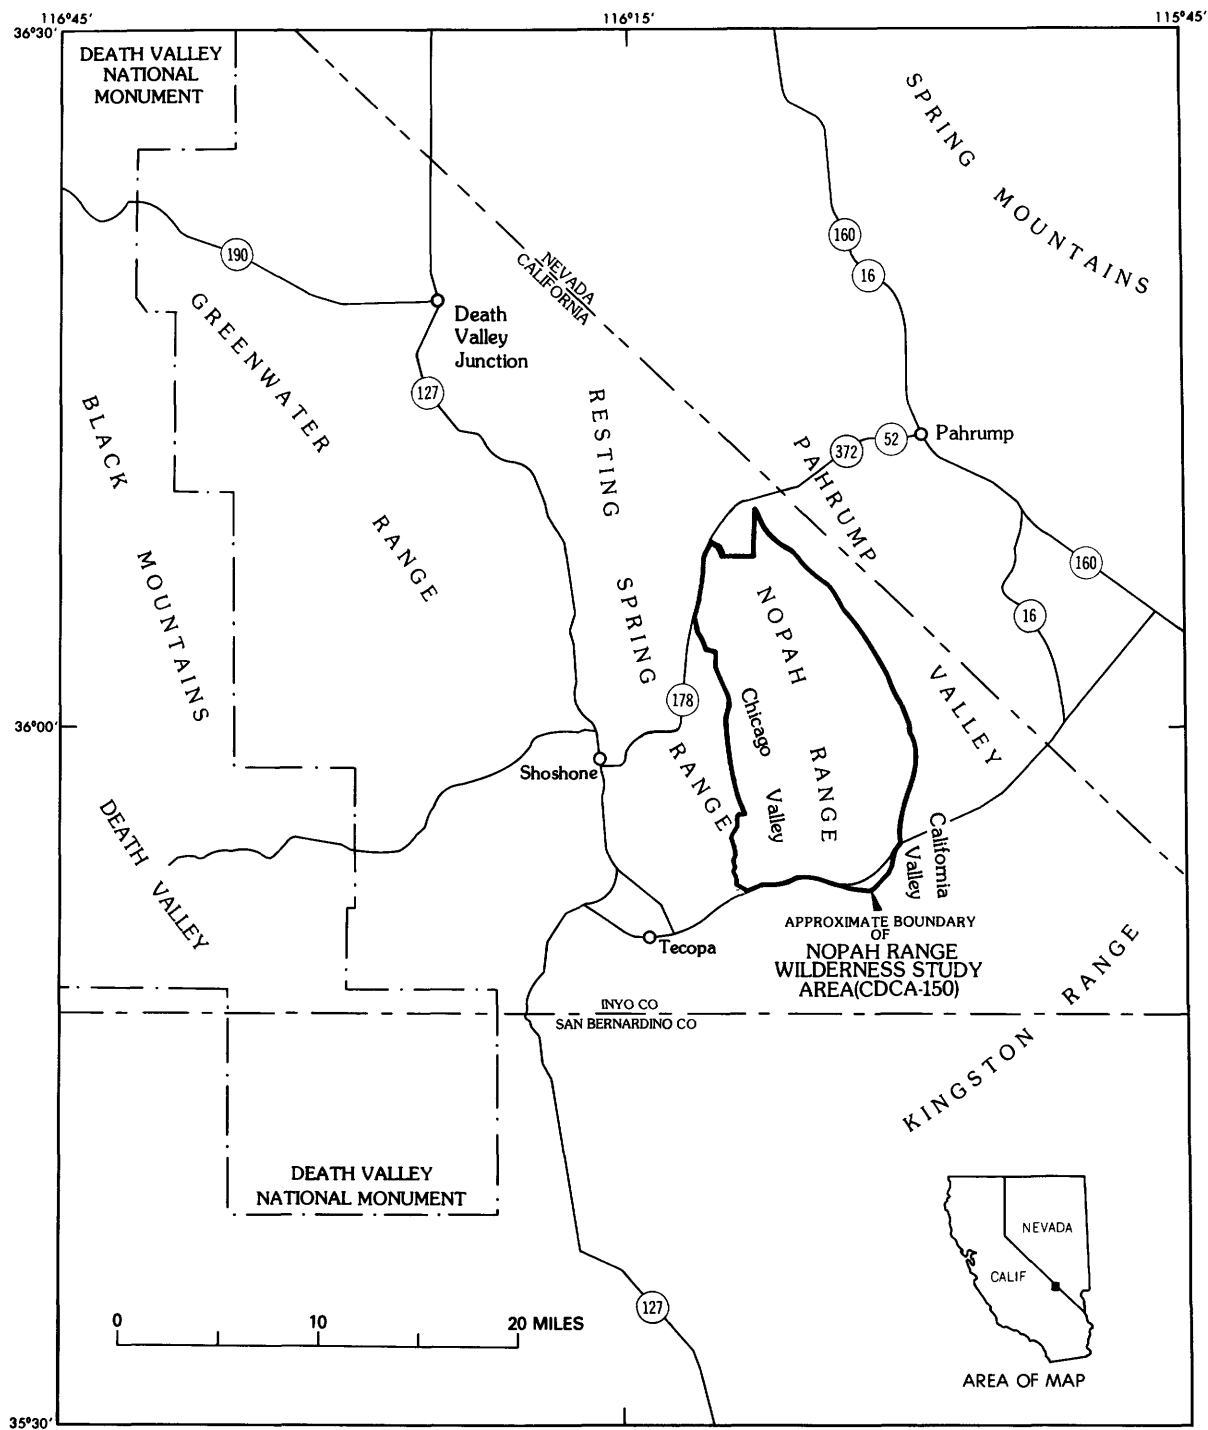 116°45'
116°15'
115°45'
36°30'
DEATH VALLEY
NATIONAL
MONUMENT
SPRING MOUNTAINS
160
16
190
NEVADA
CALIFORNIA
GREENWATER RANGE
Death
Valley
Junction
127
BLACK MOUNTAINS
RESTING SPRING RANGE
PAHRUMP VALLEY
372
52
Pahrump
160
16
NOPAH RANGE
178
Chicago Valley
36°00'
Shoshone
DEATH VALLEY
California
Valley
APPROXIMATE BOUNDARY
OF
NOPAH RANGE
WILDERNESS STUDY
AREA(CDCA-150)
Tecopa
INYO CO
SAN BERNARDINO CO
KINGSTON RANGE
DEATH VALLEY
NATIONAL MONUMENT
NEVADA
CALIF
AREA OF MAP
0 10 20 MILES
127
35°30'